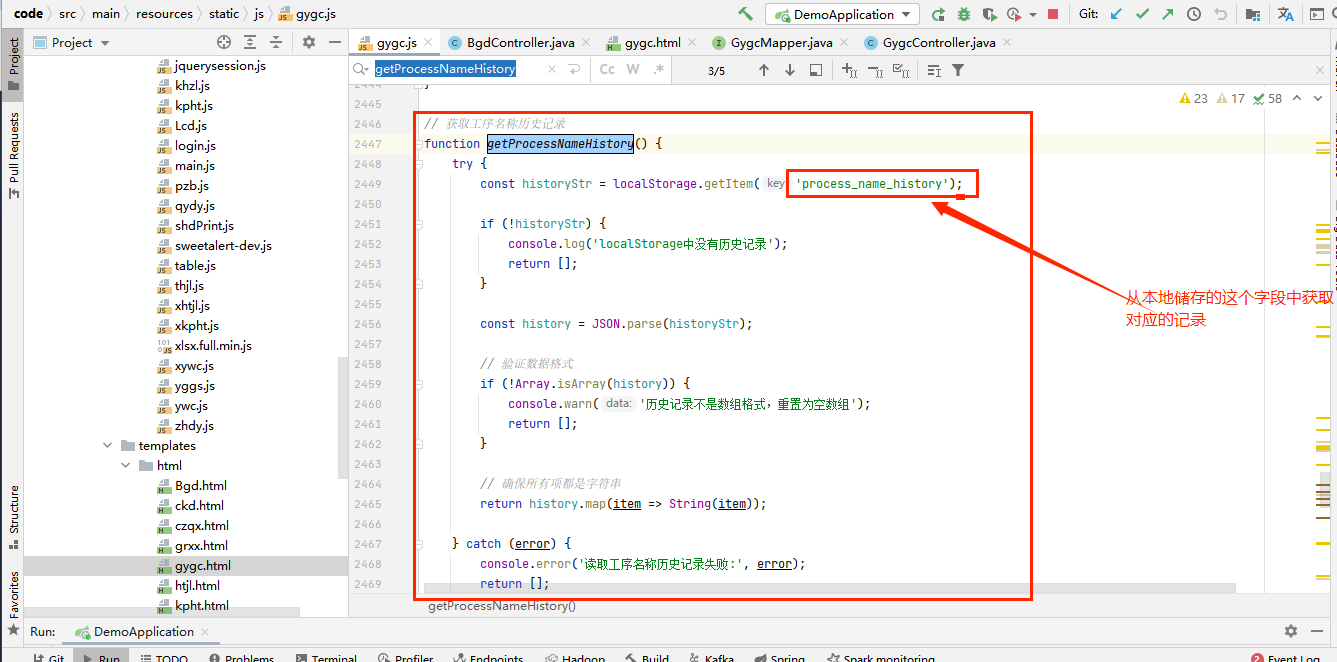 code 〉 src 〉 main 〉 resources 〉 static 〉 js 〉 gygc.js
DemoApplication
Git:
Project
gygc.js
BgdController.java
gygc.html
GygcMapper.java
GygcController.java
getProcessNameHistory
Cc W .*
3/5
Project
Pull Requests
Structure
Favorites
jquerysession.js
khzl.js
kpht.js
Lcd.js
login.js
main.js
pzb.js
qydy.js
shdPrint.js
sweetalert-dev.js
table.js
thjl.js
xhtjl.js
xkpht.js
xlsx.full.min.js
xywc.js
yggs.js
ywc.js
zhdy.js
templates
html
Bgd.html
ckd.html
czqx.html
grxx.html
gygc.html
htjl.html
kpht.html
23 17 58
2444 }
2445
2446 // 获取工序名称历史记录
2447 function getProcessNameHistory() {
2448 try {
2449 const historyStr = localStorage.getItem( key 'process_name_history');
2450
2451 if (!historyStr) {
2452 console.log('localStorage中没有历史记录');
2453 return [];
2454 }
2455
2456 const history = JSON.parse(historyStr);
2457
2458 // 验证数据格式
2459 if (!Array.isArray(history)) {
2460 console.warn( data: '历史记录不是数组格式，重置为空数组');
2461 return [];
2462 }
2463
2464 // 确保所有项都是字符串
2465 return history.map(item => String(item));
2466
2467 } catch (error) {
2468 console.error('读取工序名称历史记录失败:', error);
2469 return [];
从本地储存的这个字段中获取
对应的记录
getProcessNameHistory()
Run: DemoApplication
Git Run TODO Problems Terminal Profiler Endpoints Hadoop Build Kafka Spring Spark monitoring 2 Event Log